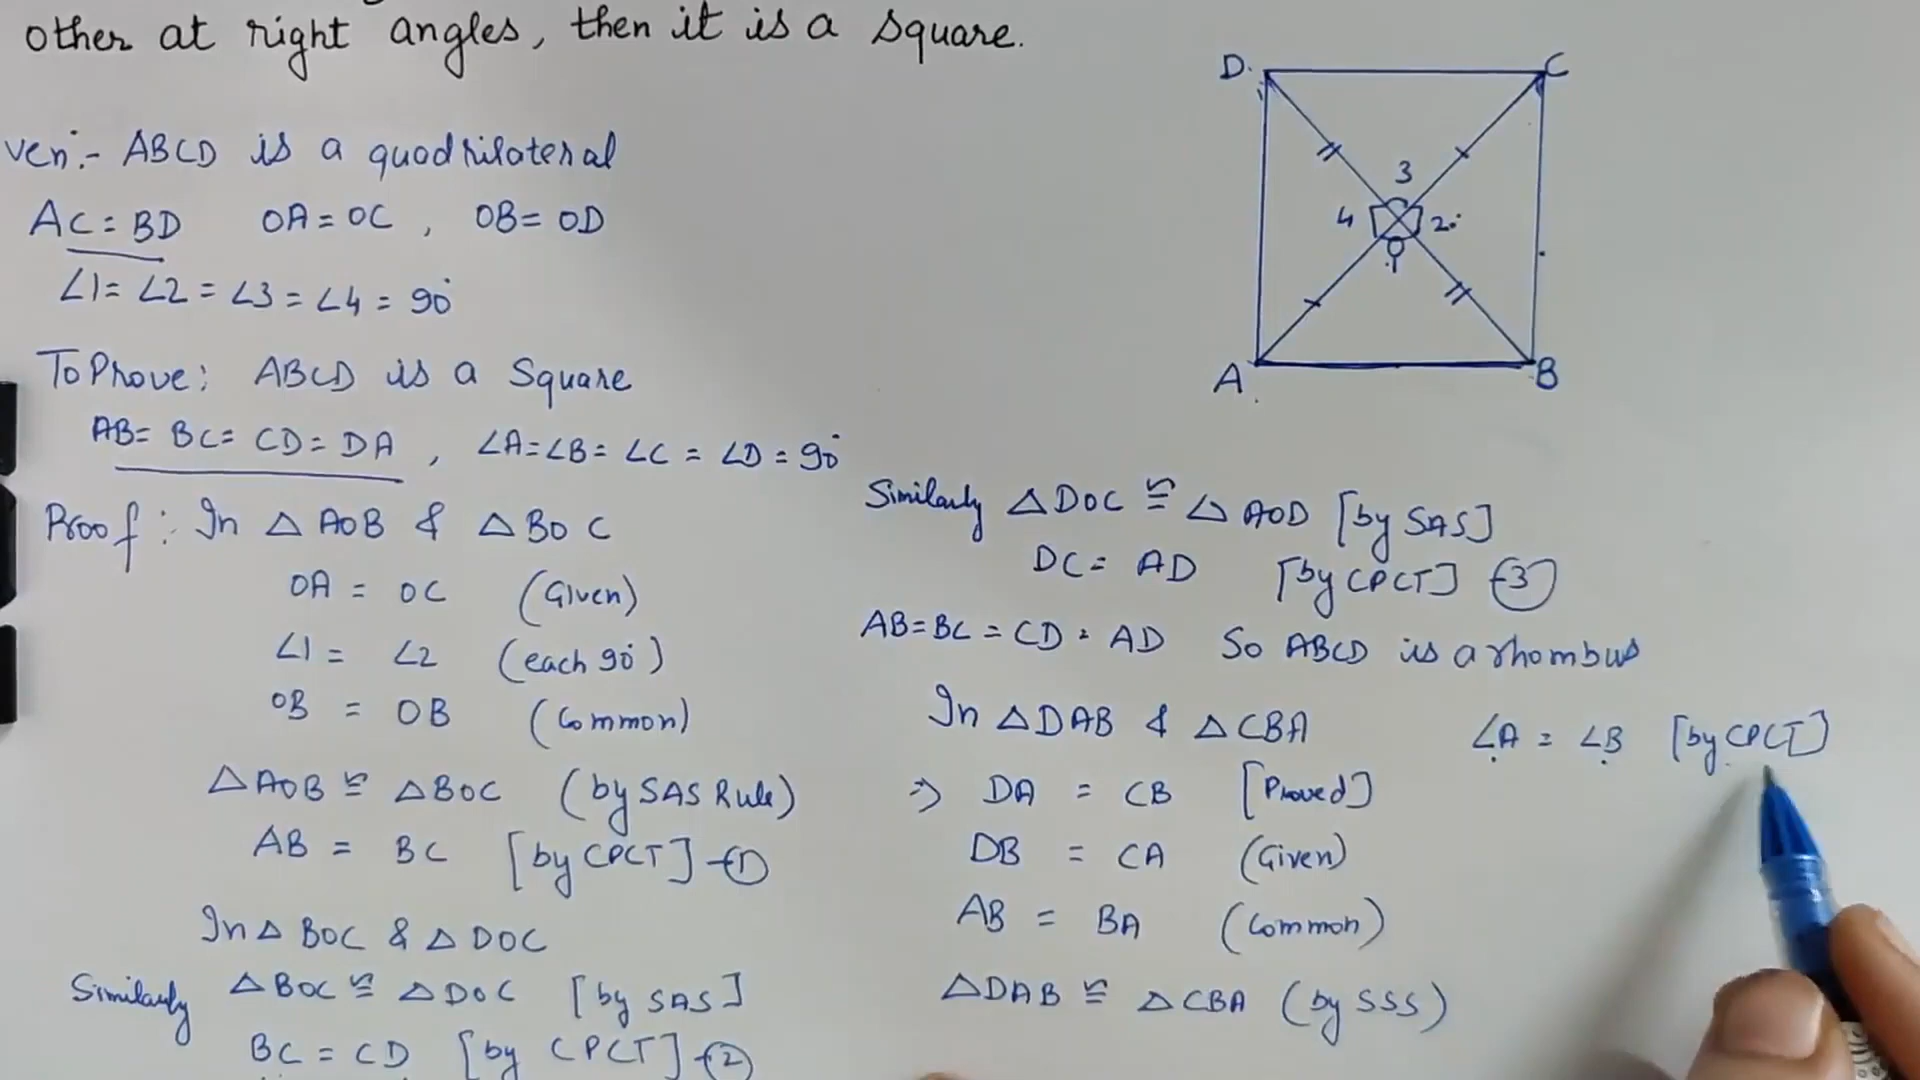 other at right angles, then it is a square.
ven:- ABCD is a quadrilateral
AC = BD OA = OC , OB = OD
∠1 = ∠2 = ∠3 = ∠4 = 90°
To Prove: ABCD is a Square
AB = BC = CD = DA , ∠A = ∠B = ∠C = ∠D = 90°
Proof: In △ AOB & △ BOC
OA = OC (Given)
∠1 = ∠2 (each 90°)
OB = OB (Common)
△AOB ≅ △BOC (by SAS Rule)
AB = BC [by CPCT] -①
In △ BOC & △ DOC
Similarly △BOC ≅ △DOC [by SAS]
BC = CD [by CPCT] -②
D C
3
4 2
O
1
A B
Similarly △DOC ≅ △AOD [by SAS]
DC = AD [by CPCT] -③
AB = BC = CD = AD So ABCD is a rhombus
In △DAB & △CBA
⇒ DA = CB [Proved]
DB = CA (Given)
AB = BA (Common)
△DAB ≅ △CBA (by SSS)
∠A = ∠B [by CPCT]